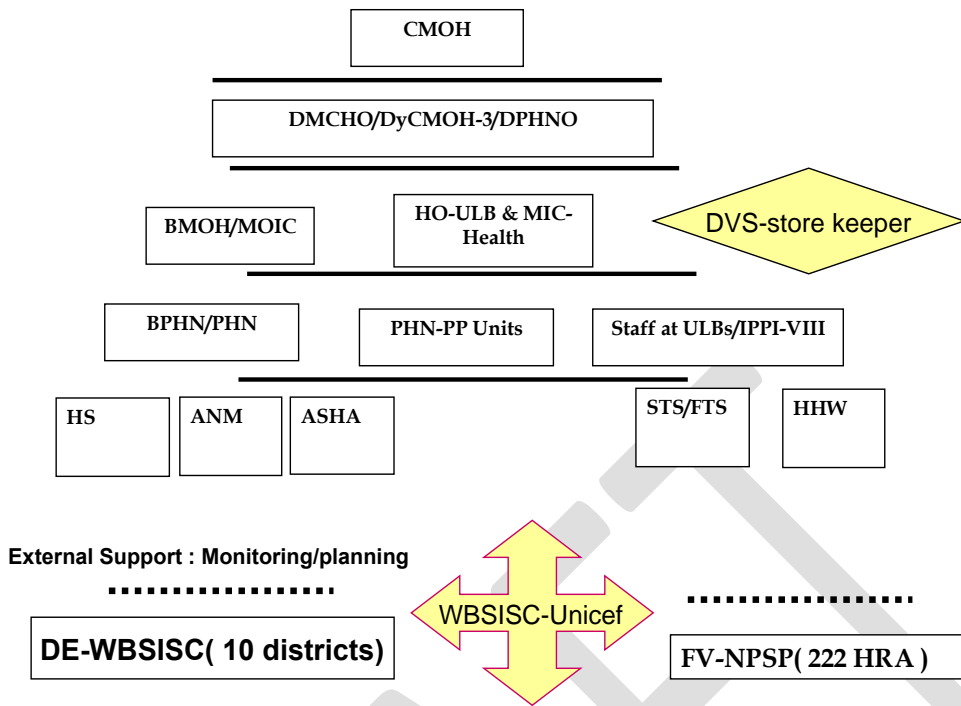 CMOH
DMCHO/DyCMOH-3/DPHNO
BMOH/MOIC
HO-ULB & MIC-
Health
DVS-store keeper
BPHN/PHN
PHN-PP Units
Staff at ULBs/IPPI-VIII
HS
ANM
ASHA
STS/FTS
HHW
External Support : Monitoring/planning
WBSISC-Unicef
DE-WBSISC( 10 districts)
FV-NPSP( 222 HRA )